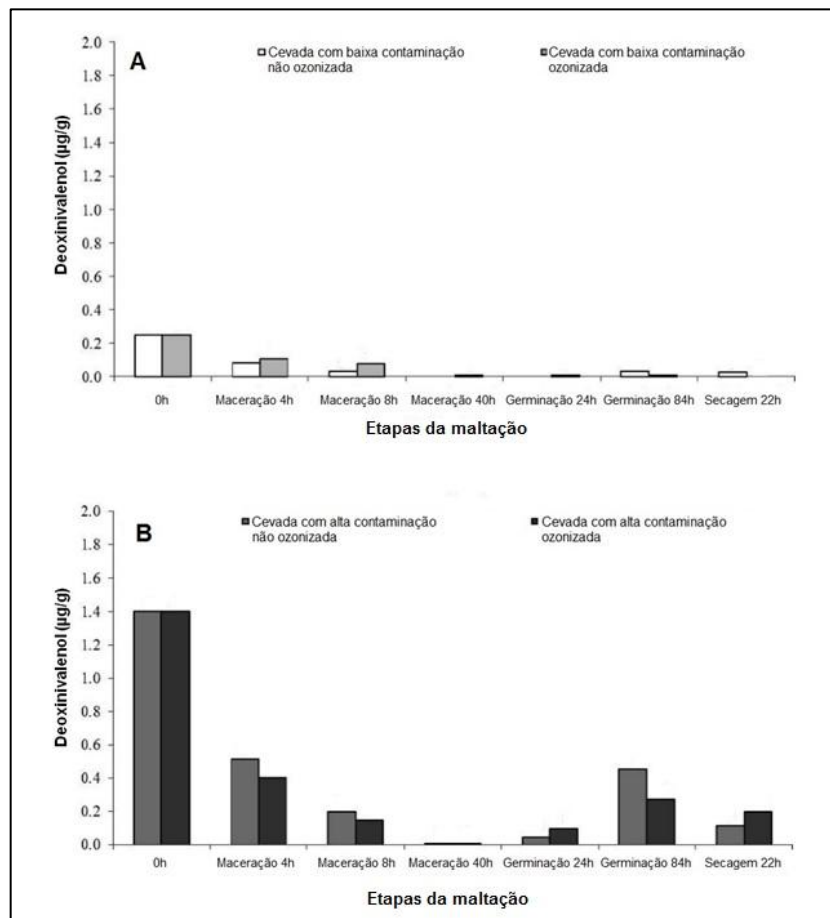 A
Cevada com baixa contaminação
não ozonizada
Cevada com baixa contaminação
ozonizada
Deoxinivalenol (µg/g)
2.0
1.8
1.6
1.4
1.2
1.0
0.8
0.6
0.4
0.2
0.0
0h
Maceração 4h
Maceração 8h
Maceração 40h
Germinação 24h
Germinação 84h
Secagem 22h
Etapas da maltação
B
Cevada com alta contaminação
não ozonizada
Cevada com alta contaminação
ozonizada
Deoxinivalenol (µg/g)
2.0
1.8
1.6
1.4
1.2
1.0
0.8
0.6
0.4
0.2
0.0
0h
Maceração 4h
Maceração 8h
Maceração 40h
Germinação 24h
Germinação 84h
Secagem 22h
Etapas da maltação